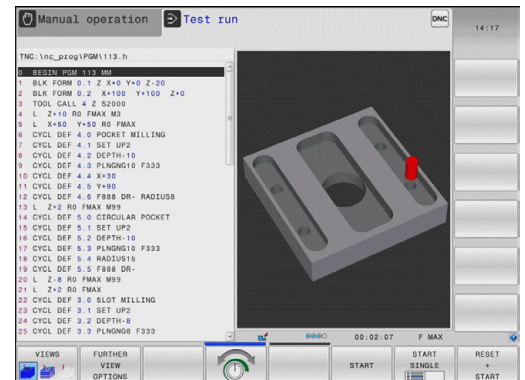 Manual operation
Test run
DNC
14:17
TNC:\nc_prog\PGM\113.h
0 BEGIN PGM 113 MM
1 BLK FORM 0.1 Z X+0 Y+0 Z-20
2 BLK FORM 0.2 X+100 Y+100 Z+0
3 TOOL CALL 4 Z S2000
4 L Z+10 R0 FMAX M3
5 L X+50 Y+50 R0 FMAX
6 CYCL DEF 4.0 POCKET MILLING
7 CYCL DEF 4.1 SET UP2
8 CYCL DEF 4.2 DEPTH-10
9 CYCL DEF 4.3 PLNGNG10 F333
10 CYCL DEF 4.4 X+30
11 CYCL DEF 4.5 Y+90
12 CYCL DEF 4.6 F888 DR- RADIUS8
13 L Z+2 R0 FMAX M99
14 CYCL DEF 5.0 CIRCULAR POCKET
15 CYCL DEF 5.1 SET UP2
16 CYCL DEF 5.2 DEPTH-10
17 CYCL DEF 5.3 PLNGNG10 F333
18 CYCL DEF 5.4 RADIUS15
19 CYCL DEF 5.5 F888 DR-
20 L Z-8 R0 FMAX M99
21 L Z+2 R0 FMAX
22 CYCL DEF 3.0 SLOT MILLING
23 CYCL DEF 3.1 SET UP2
24 CYCL DEF 3.2 DEPTH-8
25 CYCL DEF 3.3 PLNGNG8 F333
00:02:07 F MAX
VIEWS
FURTHER
VIEW
OPTIONS
START
START
SINGLE
RESET
+
START